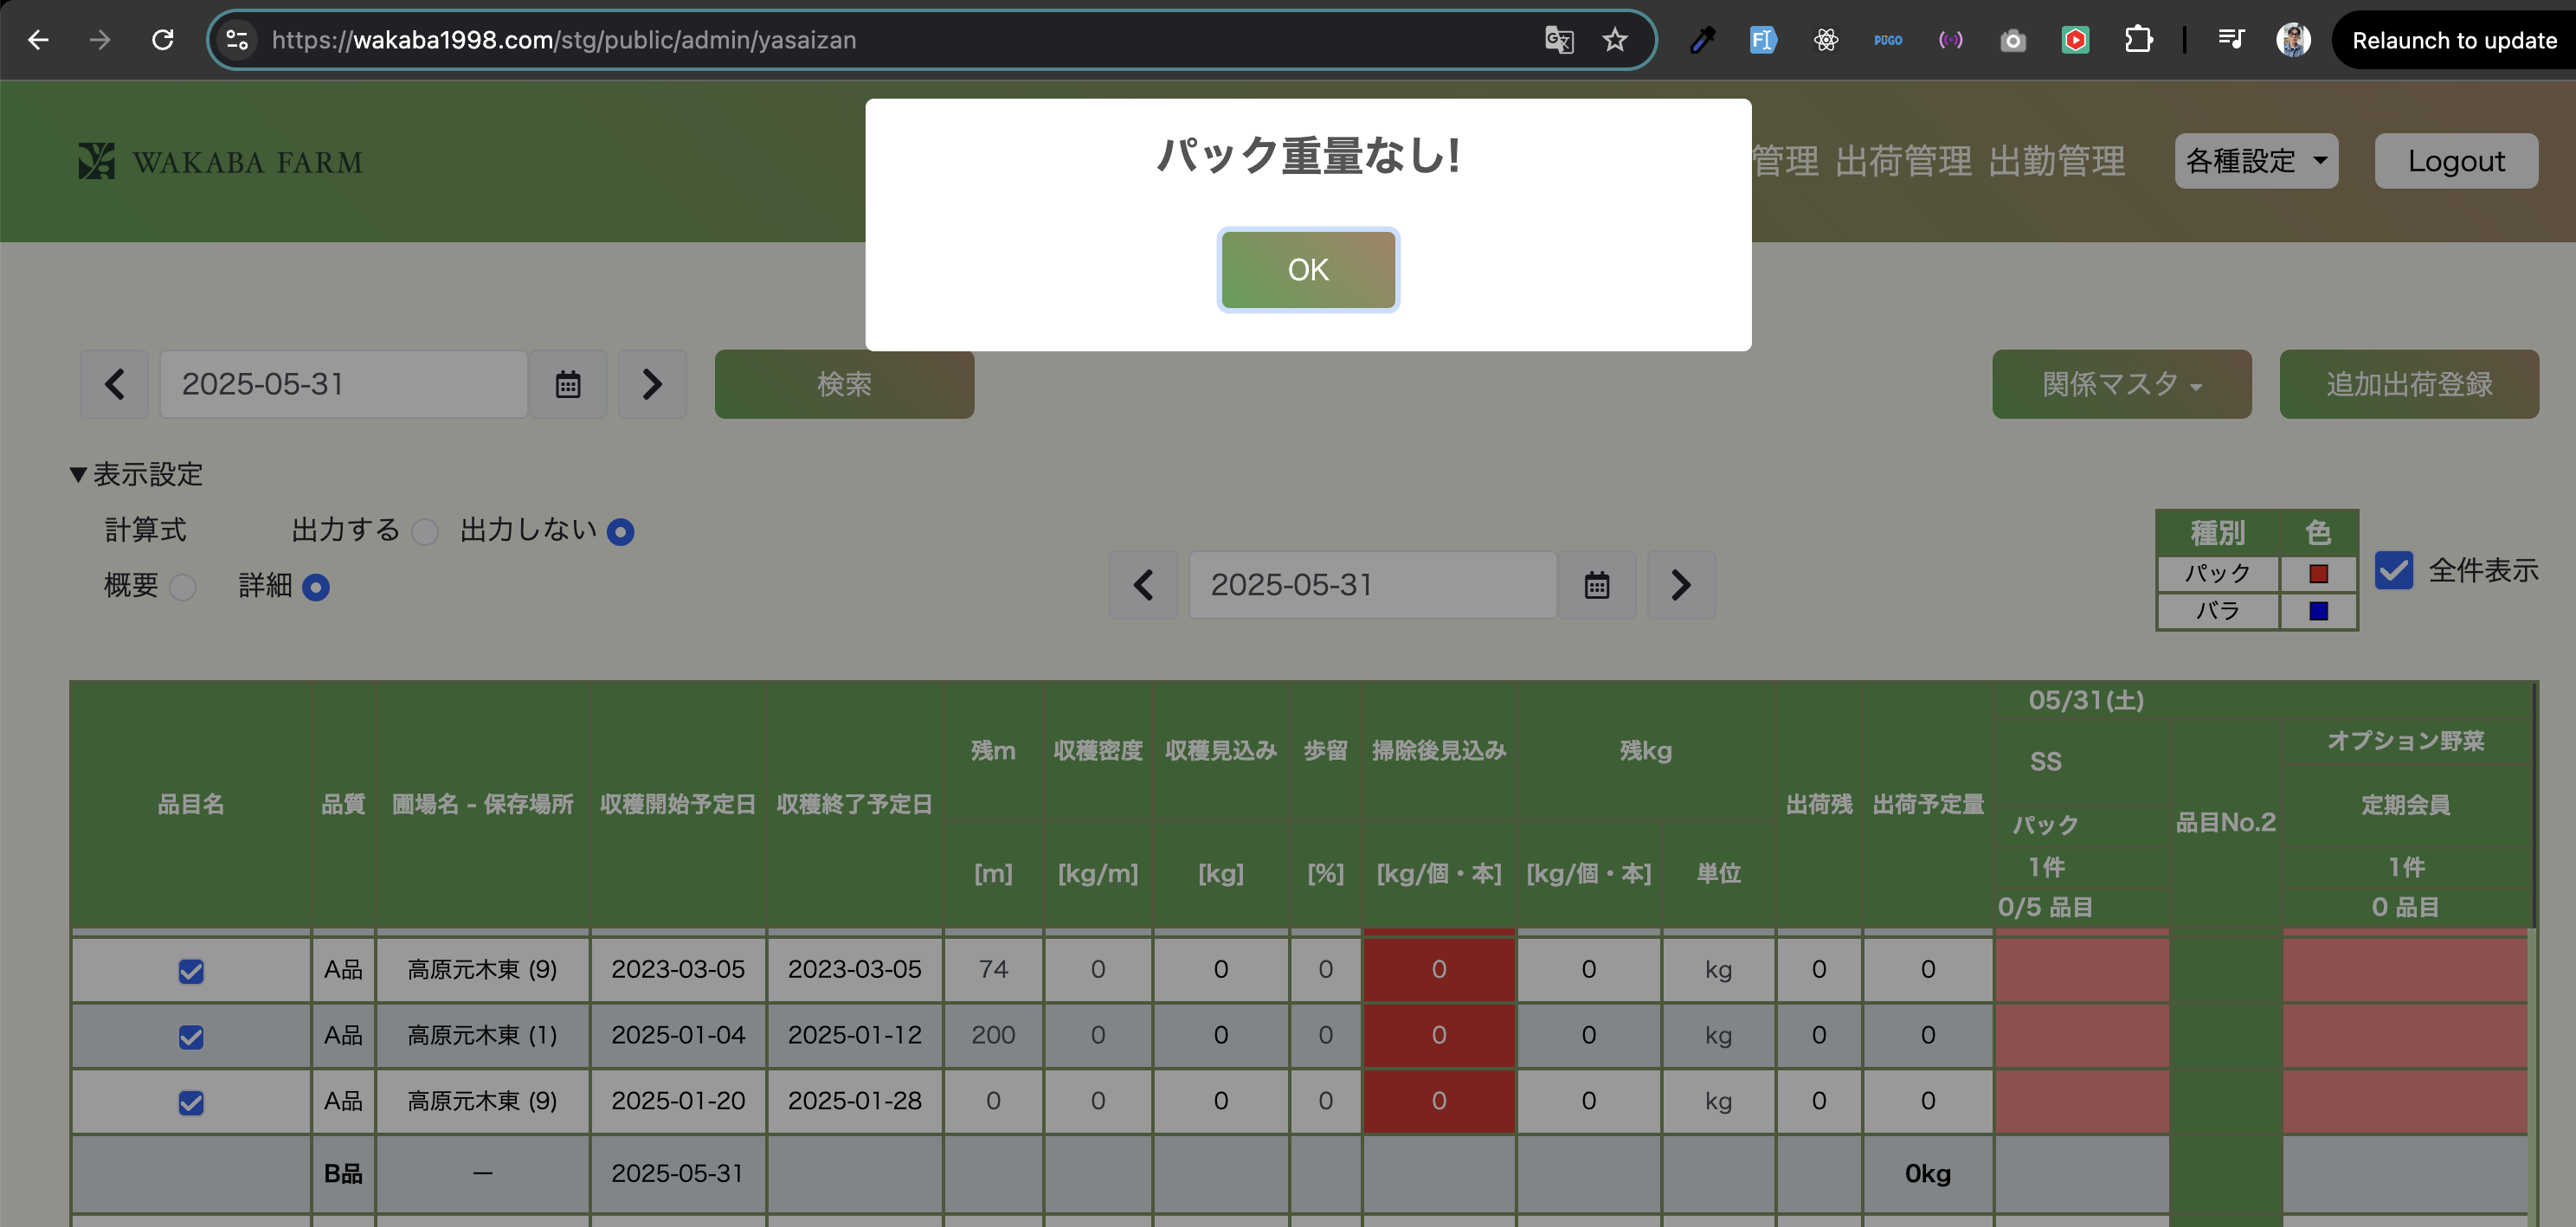 https://wakaba1998.com/stg/public/admin/yasaizan
PUGO
Relaunch to update
WAKABA FARM
パック重量なし!
OK
管理 出荷管理 出勤管理
各種設定
Logout
2025-05-31
検索
関係マスタ
追加出荷登録
▼表示設定
計算式 出力する 出力しない
概要 詳細
2025-05-31
種別 色
パック
バラ
全件表示
品目名 品質 圃場名 - 保存場所 収穫開始予定日 収穫終了予定日 残m 収穫密度 収穫見込み 歩留 掃除後見込み 残kg 出荷残 出荷予定量 05/31(土)
[m] [kg/m] [kg] [%] [kg/個・本] [kg/個・本] 単位
SS 品目No.2 オプション野菜
パック 定期会員
1件 1件
0/5 品目 0 品目
A品 高原元木東 (9) 2023-03-05 2023-03-05 74 0 0 0 0 0 kg 0 0
A品 高原元木東 (1) 2025-01-04 2025-01-12 200 0 0 0 0 0 kg 0 0
A品 高原元木東 (9) 2025-01-20 2025-01-28 0 0 0 0 0 0 kg 0 0
B品 — 2025-05-31 0kg